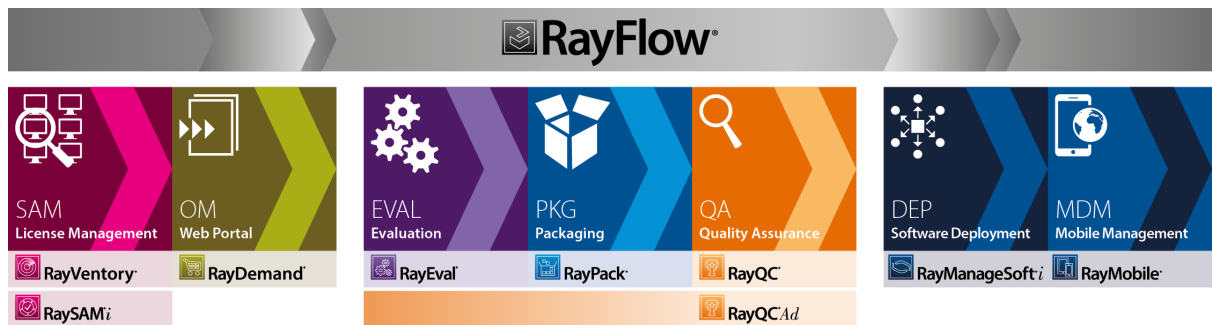 RayFlow®
SAM
License Management
OM
Web Portal
EVAL
Evaluation
PKG
Packaging
QA
Quality Assurance
DEP
Software Deployment
MDM
Mobile Management
RayVentory
RayDemand
RayEval
RayPack
RayQC
RayManageSoft i
RayMobile
RaySAM i
RayQC Ad